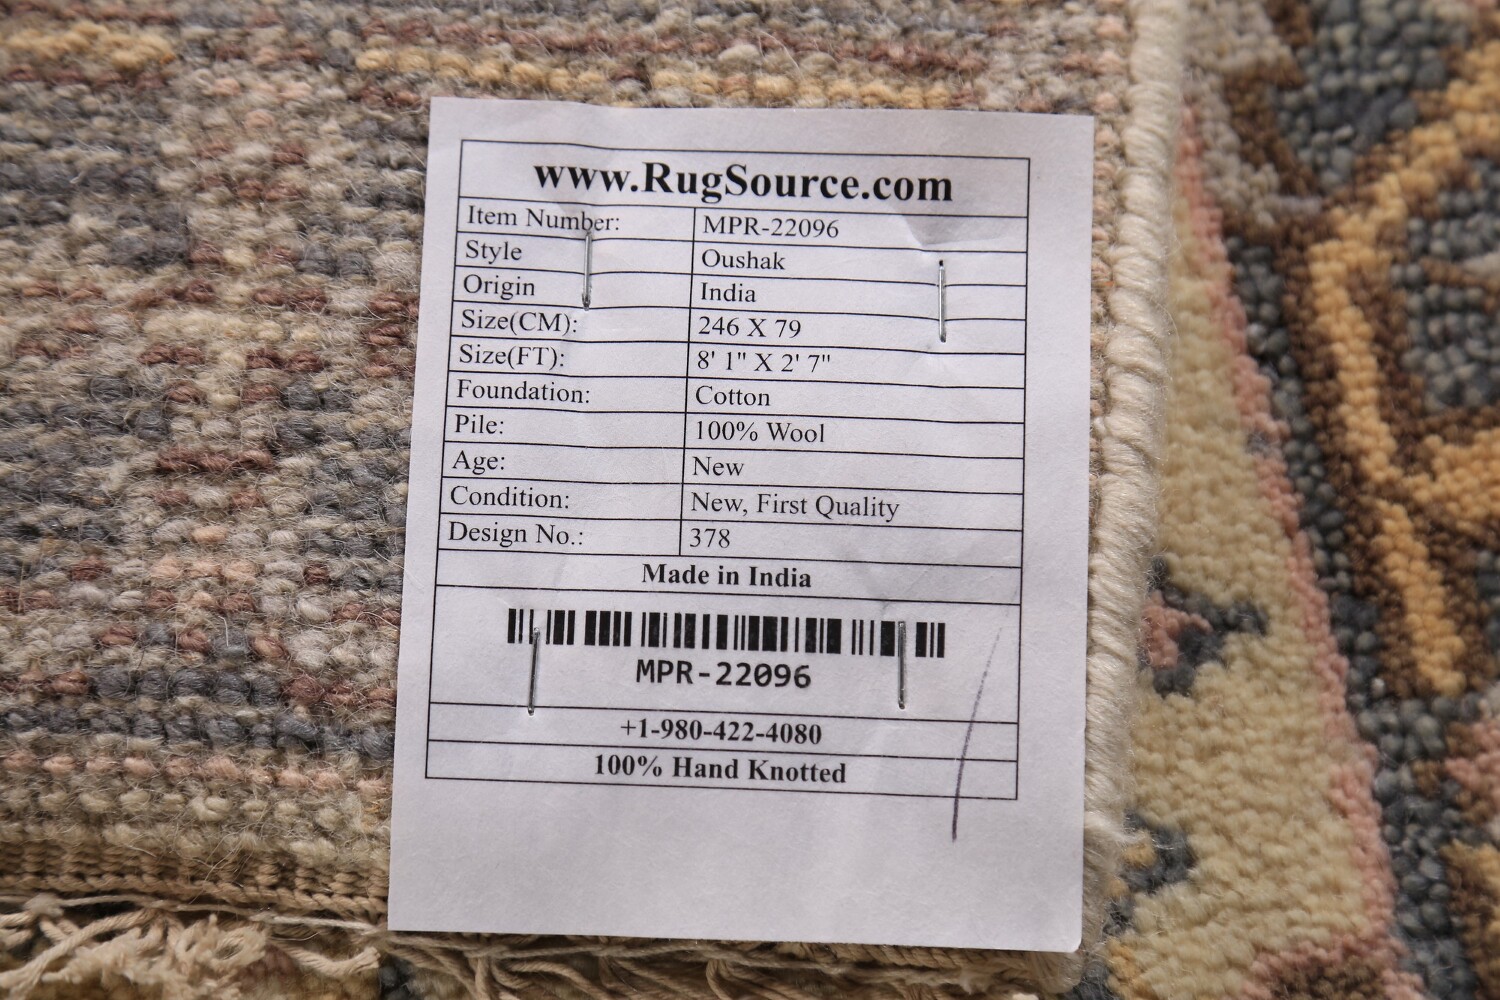 www.RugSource.com
Item Number: MPR-22096
Style Oushak
Origin India
Size(CM): 246 X 79
Size(FT): 8' 1" X 2' 7"
Foundation: Cotton
Pile: 100% Wool
Age: New
Condition: New, First Quality
Design No.: 378
Made in India
MPR-22096
+1-980-422-4080
100% Hand Knotted